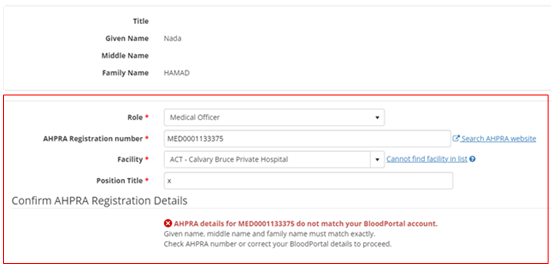 Title
Given Name Nada
Middle Name
Family Name HAMAD
Role * Medical Officer
AHPRA Registration number * MED0001133375 Search AHPRA website
Facility * ACT - Calvary Bruce Private Hospital Cannot find facility in list
Position Title * x
Confirm AHPRA Registration Details
AHPRA details for MED0001133375 do not match your BloodPortal account.
Given name, middle name and family name must match exactly.
Check AHPRA number or correct your BloodPortal details to proceed.